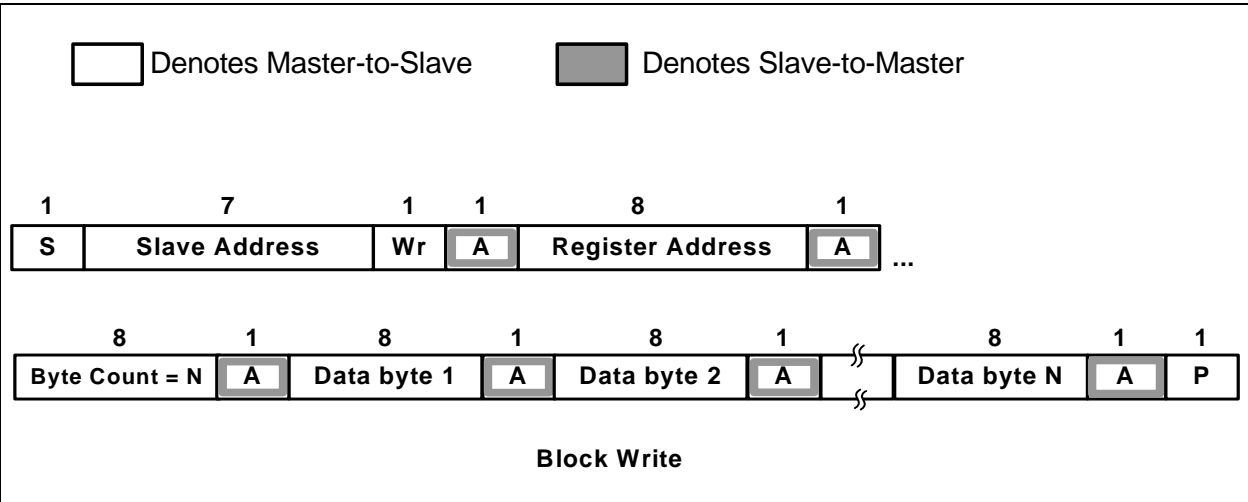 Denotes Master-to-Slave Denotes Slave-to-Master
1 7 1 1 8 1
S Slave Address Wr A Register Address A ...
8 1 8 1 8 1 8 1 1
Byte Count = N A Data byte 1 A Data byte 2 A Data byte N A P
Block Write